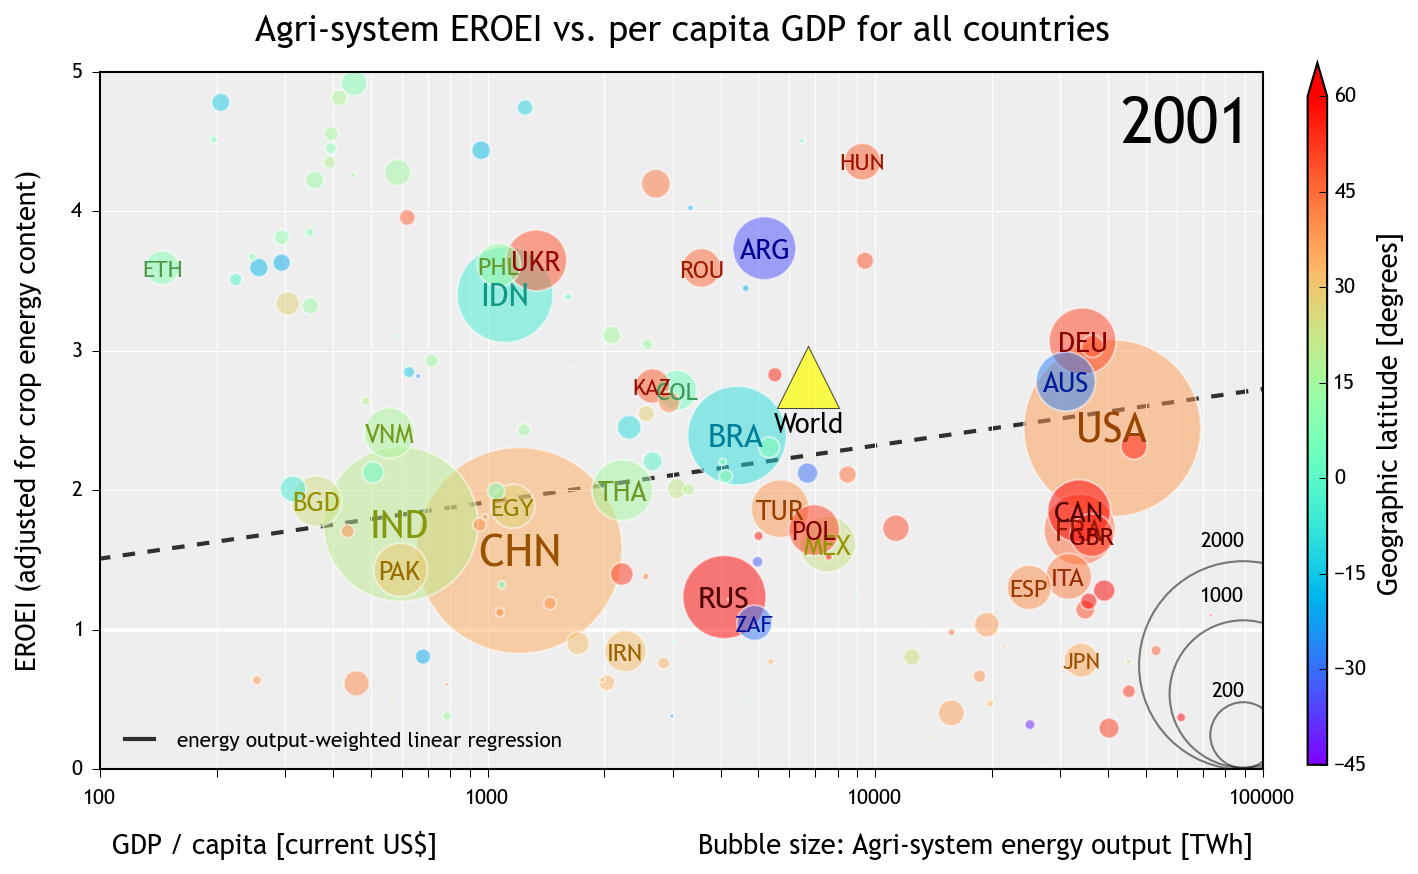 Agri-system EROEI vs. per capita GDP for all countries
2001
EROEI (adjusted for crop energy content)
5
4
3
2
1
0
HUN
ETH
PHL
UKR
IDN
ROU
ARG
DEU
KAZ
COL
AUS
World
VNM
BRA
USA
BGD
IND
THA
EGY
CHN
TUR
POL
MEX
CAN
FRA
GBR
PAK
RUS
ZAF
ESP
ITA
IRN
JPN
2000
1000
200
energy output-weighted linear regression
100
1000
10000
100000
GDP / capita [current US$]
Bubble size: Agri-system energy output [TWh]
60
45
30
15
0
−15
−30
−45
Geographic latitude [degrees]